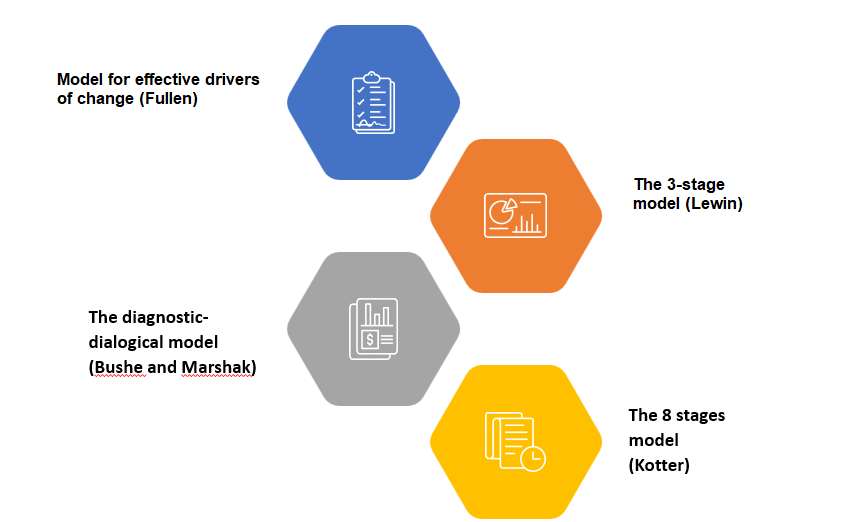 Model for effective drivers
of change (Fullen)
The 3-stage
model (Lewin)
The diagnostic-
dialogical model
(Bushe and Marshak)
$
The 8 stages
model
(Kotter)